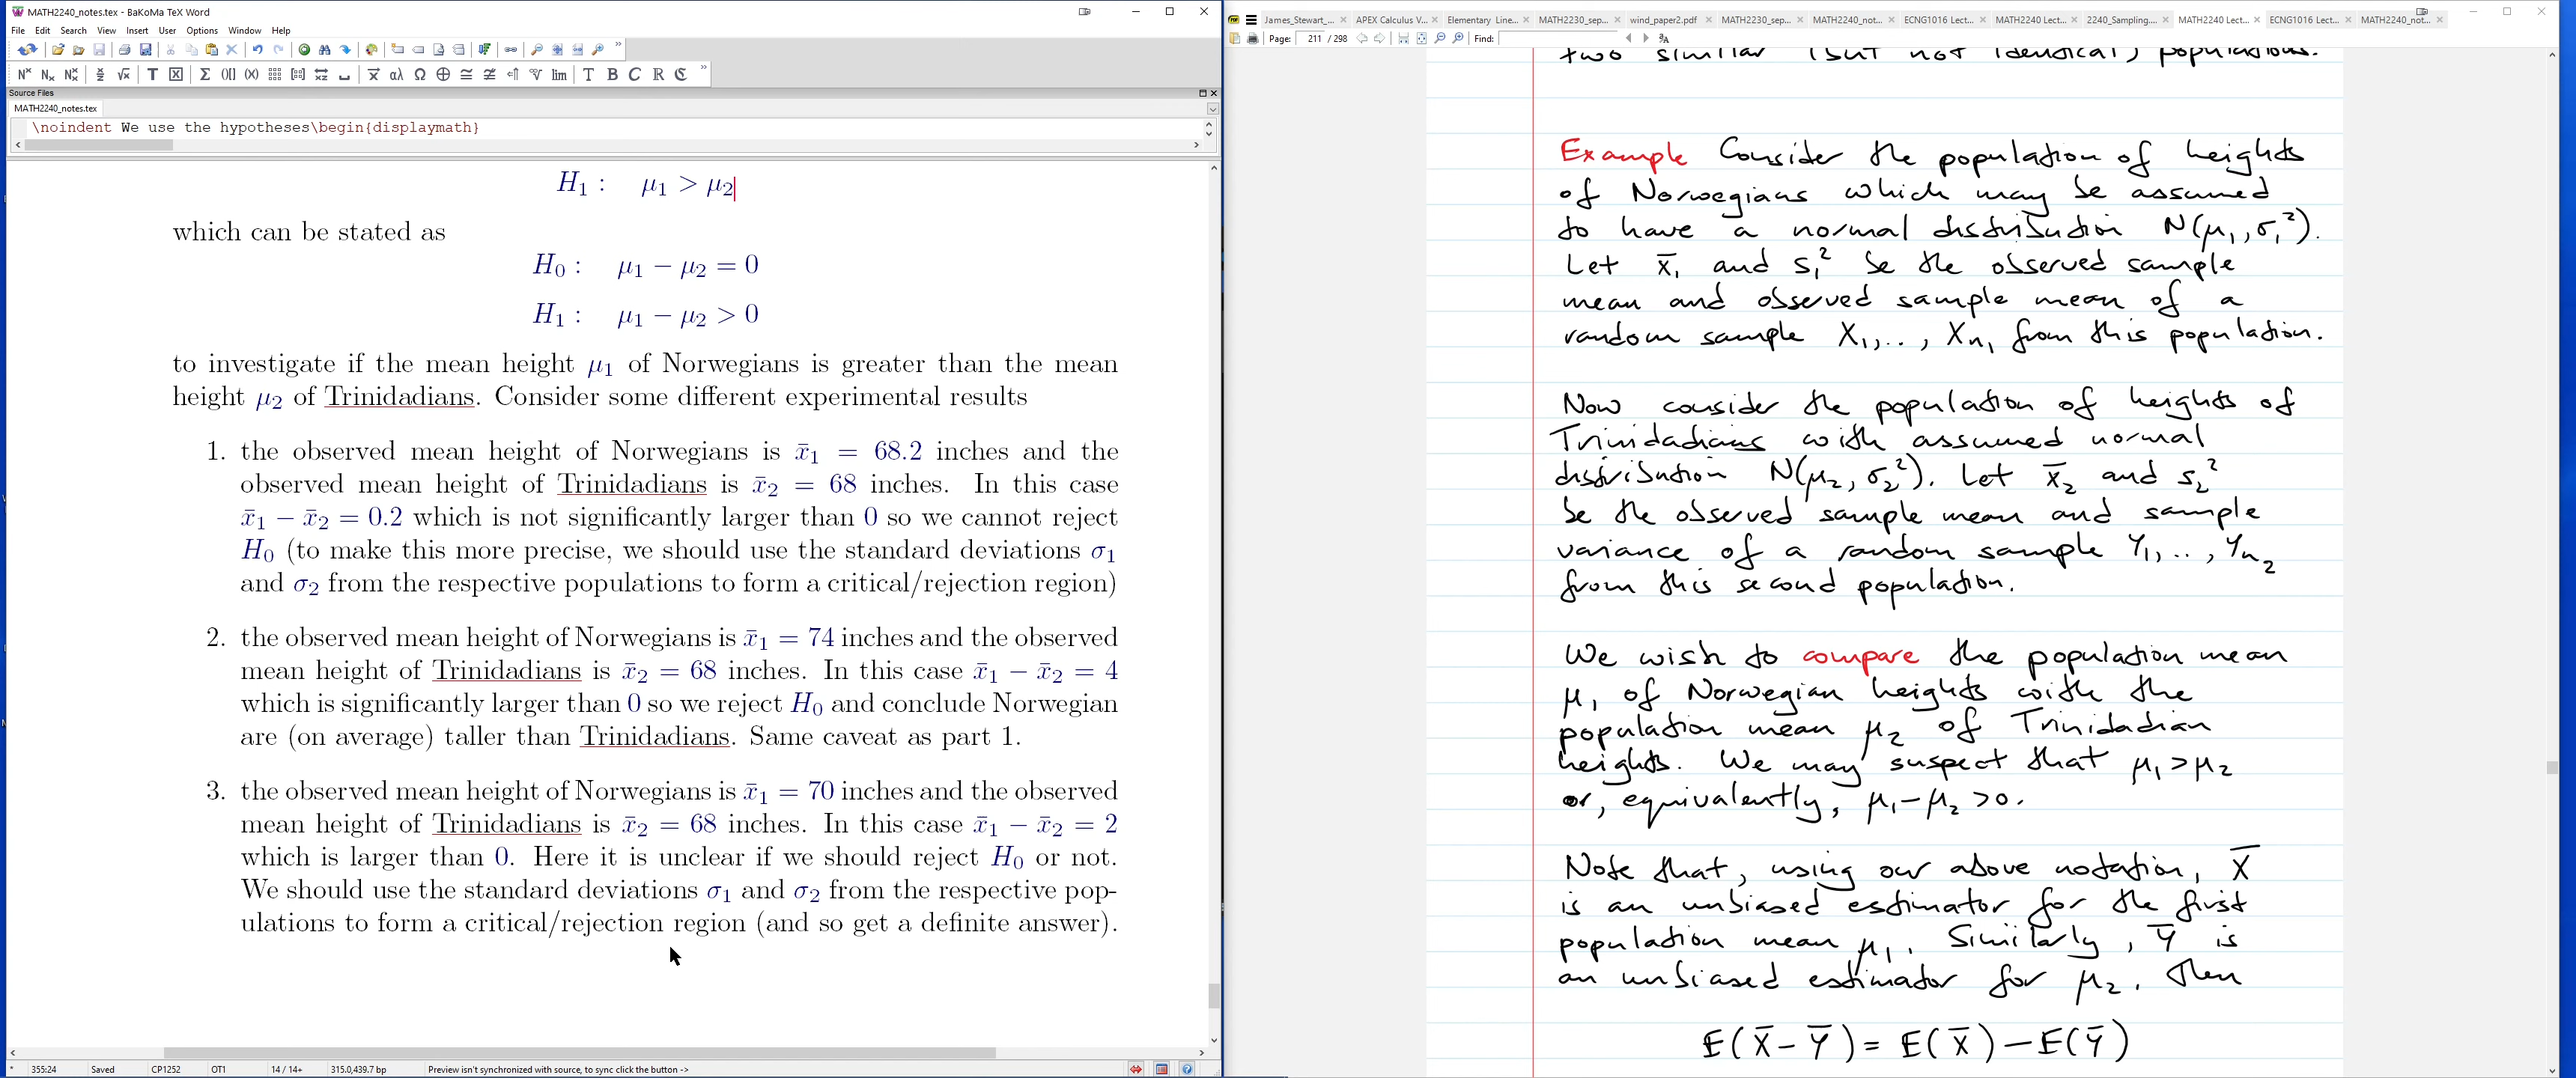 MATH2240_notes.tex - BaKoMa TeX Word
File Edit Search View Insert User Options Window Help
Source Files
MATH2240_notes.tex
\noindent We use the hypotheses\begin{displaymath}
H₁ : μ₁ > μ₂
which can be stated as
H₀ : μ₁ − μ₂ = 0
H₁ : μ₁ − μ₂ > 0
to investigate if the mean height μ₁ of Norwegians is greater than the mean
height μ₂ of Trinidadians. Consider some different experimental results
1. the observed mean height of Norwegians is x̄₁ = 68.2 inches and the
observed mean height of Trinidadians is x̄₂ = 68 inches. In this case
x̄₁ − x̄₂ = 0.2 which is not significantly larger than 0 so we cannot reject
H₀ (to make this more precise, we should use the standard deviations σ₁
and σ₂ from the respective populations to form a critical/rejection region)
2. the observed mean height of Norwegians is x̄₁ = 74 inches and the observed
mean height of Trinidadians is x̄₂ = 68 inches. In this case x̄₁ − x̄₂ = 4
which is significantly larger than 0 so we reject H₀ and conclude Norwegian
are (on average) taller than Trinidadians. Same caveat as part 1.
3. the observed mean height of Norwegians is x̄₁ = 70 inches and the observed
mean height of Trinidadians is x̄₂ = 68 inches. In this case x̄₁ − x̄₂ = 2
which is larger than 0. Here it is unclear if we should reject H₀ or not.
We should use the standard deviations σ₁ and σ₂ from the respective pop-
ulations to form a critical/rejection region (and so get a definite answer).
355:24 Saved CP1252 OT1 14 / 14+ 315.0,439.7 bp Preview isn't synchronized with source, to sync click the button ->
James_Stewart_... APEX Calculus V... Elementary Line... MATH2230_sep... wind_paper2.pdf MATH2230_sep... MATH2240_not... ECNG1016 Lect... MATH2240 Lect... 2240_Sampling.... MATH2240 Lect... ECNG1016 Lect... MATH2240_not...
Page: 211 / 298 Find:
two similar (but not identical) populations.
Example Consider the population of heights
of Norwegians which may be assumed
to have a normal distribution N(μ₁, σ₁²).
Let x̄₁ and s₁² be the observed sample
mean and observed sample mean of a
random sample X₁,.., Xn₁ from this population.
Now consider the population of heights of
Trinidadians with assumed normal
distribution N(μ₂, σ₂²). Let x̄₂ and s₂²
be the observed sample mean and sample
variance of a random sample Y₁, .., Yn₂
from this second population.
We wish to compare the population mean
μ₁ of Norwegian heights with the
population mean μ₂ of Trinidadian
heights. We may suspect that μ₁ > μ₂
or, equivalently, μ₁ − μ₂ > 0.
Note that, using our above notation, X̄
is an unbiased estimator for the first
population mean μ₁. Similarly, Ȳ is
an unbiased estimator for μ₂. Then
E(X̄ − Ȳ) = E(X̄) − E(Ȳ)